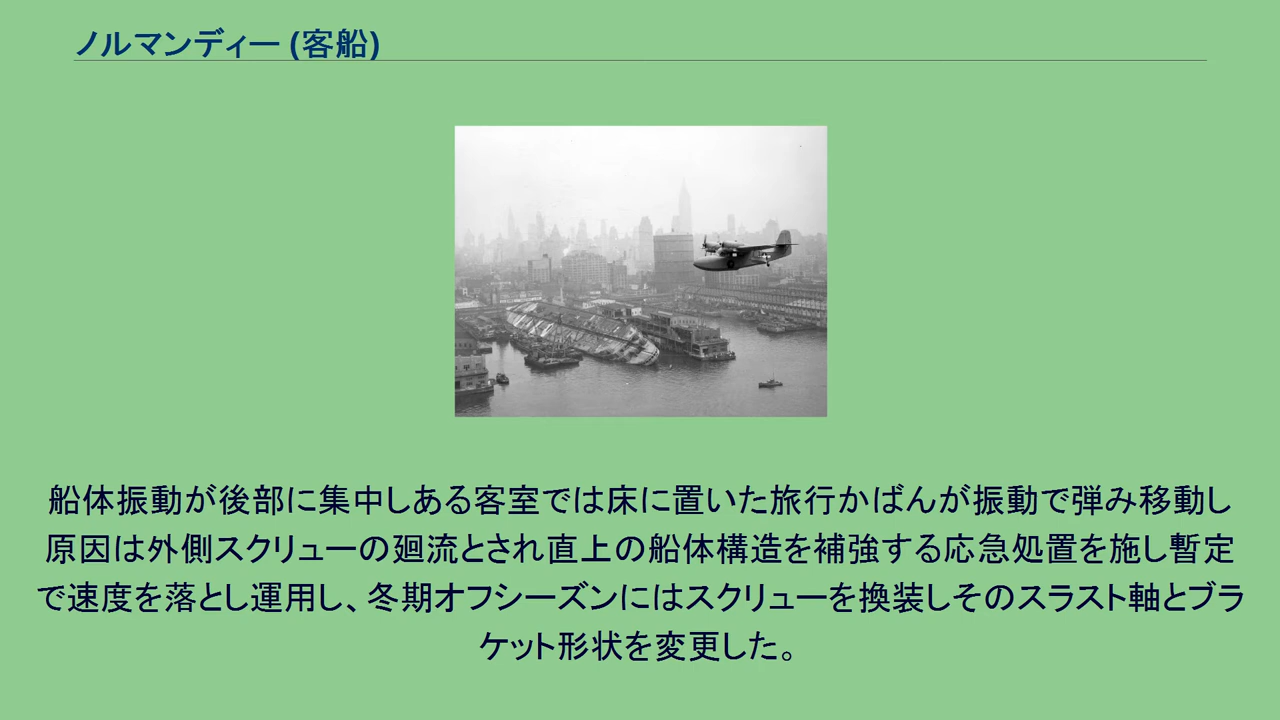 ノルマンディー (客船)
船体振動が後部に集中しある客室では床に置いた旅行かばんが振動で弾み移動し
原因は外側スクリューの廻流とされ直上の船体構造を補強する応急処置を施し暫定
で速度を落とし運用し、冬期オフシーズンにはスクリューを換装しそのスラスト軸とブラ
ケット形状を変更した。